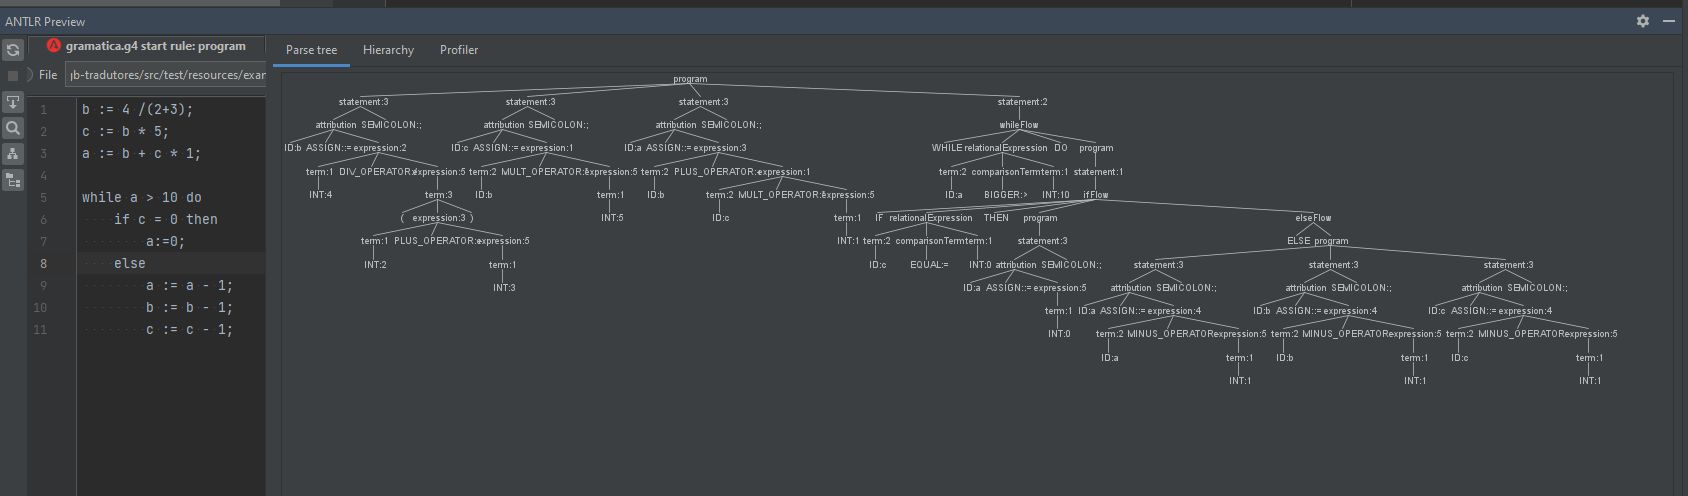 ANTLR Preview
gramatica.g4 start rule: program
Parse tree Hierarchy Profiler
File
b-tradutores/src/test/resources/exar
1 b := 4 /(2+3);
2 c := b * 5;
3 a := b + c * 1;
4
5 while a > 10 do
6 if c = 0 then
7 a:=0;
8 else
9 a := a - 1;
10 b := b - 1;
11 c := c - 1;
program
statement:3 statement:3 statement:3 statement:2
attribution SEMICOLON:; attribution SEMICOLON:; attribution SEMICOLON:; whileFlow
ID:b ASSIGN::= expression:2 ID:c ASSIGN::= expression:1 ID:a ASSIGN::= expression:3 WHILE relationalExpression DO program
term:1 DIV_OPERATOR:/ expression:5 term:2 MULT_OPERATOR:* expression:5 term:2 PLUS_OPERATOR:+ expression:1 term:2 comparisonTerm term:1 statement:1
INT:4 term:3 ID:b term:1 ID:b term:2 MULT_OPERATOR:* expression:5 ID:a BIGGER:> INT:10 ifFlow
( expression:3 ) INT:5 ID:c term:1 IF relationalExpression THEN program elseFlow
term:1 PLUS_OPERATOR:+ expression:5 INT:1 term:2 comparisonTerm term:1 statement:3 ELSE program
INT:2 term:1 ID:c EQUAL:= INT:0 attribution SEMICOLON:; statement:3 statement:3 statement:3
INT:3 ID:a ASSIGN::= expression:5 attribution SEMICOLON:; attribution SEMICOLON:; attribution SEMICOLON:;
term:1 ID:a ASSIGN::= expression:4 ID:b ASSIGN::= expression:4 ID:c ASSIGN::= expression:4
INT:0 term:2 MINUS_OPERATOR expression:5 term:2 MINUS_OPERATOR expression:5 term:2 MINUS_OPERATOR expression:5
ID:a term:1 ID:b term:1 ID:c term:1
INT:1 INT:1 INT:1